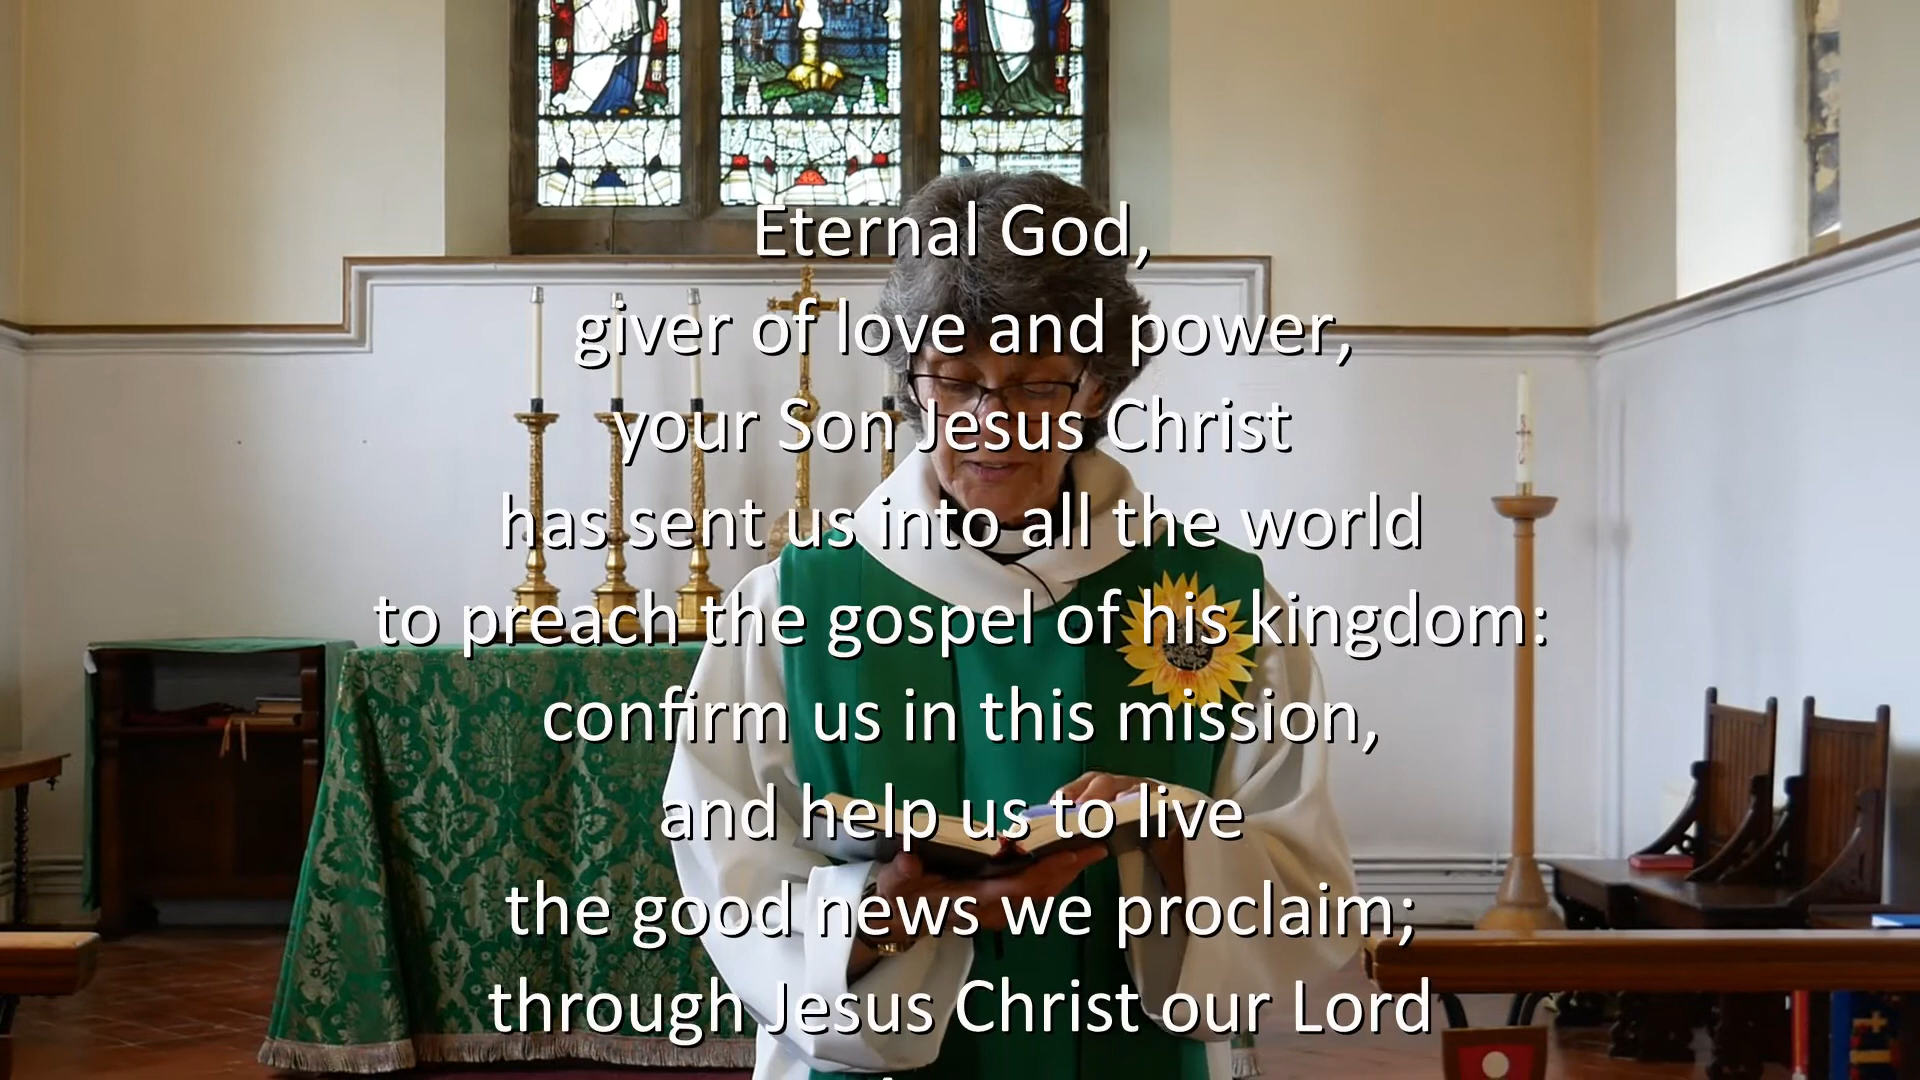 Eternal God,
giver of love and power,
your Son Jesus Christ
has sent us into all the world
to preach the gospel of his kingdom:
confirm us in this mission,
and help us to live
the good news we proclaim;
through Jesus Christ our Lord